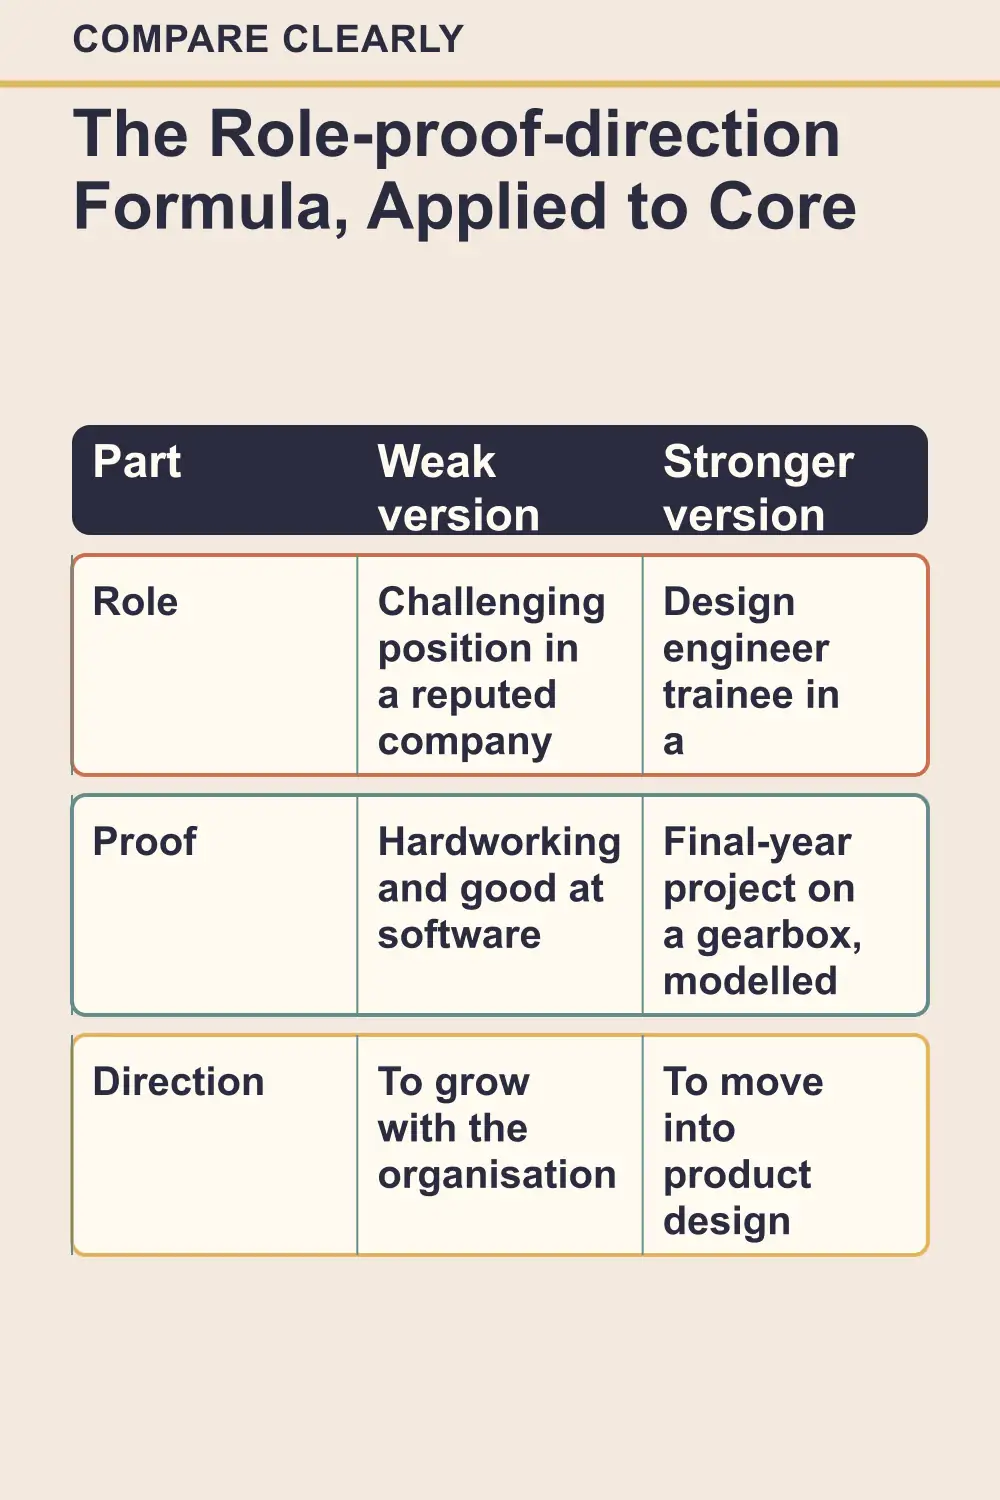 COMPARE CLEARLY
The Role-proof-direction
Formula, Applied to Core
Part
Weak
version
Stronger
version
Role
Challenging
position in
a reputed
company
Design
engineer
trainee in
a
Proof
Hardworking
and good at
software
Final-year
project on
a gearbox,
modelled
Direction
To grow
with the
organisation
To move
into
product
design